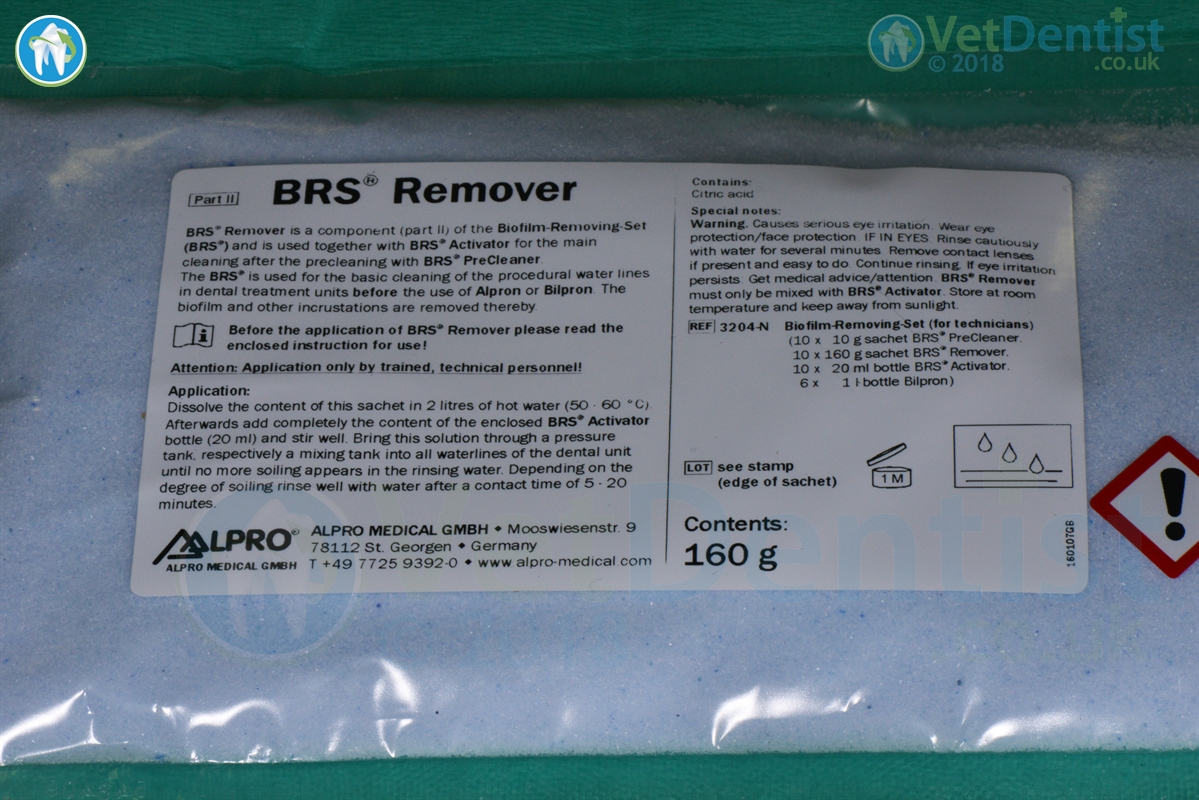 VetDentist
© 2018
.co.uk
Part II
BRS® Remover
BRS® Remover is a component (part II) of the Biofilm-Removing-Set
(BRS®) and is used together with BRS® Activator for the main
cleaning after the precleaning with BRS® PreCleaner.
The BRS® is used for the basic cleaning of the procedural water lines
in dental treatment units before the use of Alpron or Bilpron. The
biofilm and other incrustations are removed thereby.
Before the application of BRS® Remover please read the
enclosed instruction for use!
Attention: Application only by trained, technical personnel!
Application:
Dissolve the content of this sachet in 2 litres of hot water (50 - 60 °C).
Afterwards add completely the content of the enclosed BRS® Activator
bottle (20 ml) and stir well. Bring this solution through a pressure
tank, respectively a mixing tank into all waterlines of the dental unit
until no more soiling appears in the rinsing water. Depending on the
degree of soiling rinse well with water after a contact time of 5 - 20
minutes.
ALPRO®
ALPRO MEDICAL GMBH
ALPRO MEDICAL GMBH ♦ Mooswiesenstr. 9
78112 St. Georgen ♦ Germany
T +49 7725 9392-0 ♦ www.alpro-medical.com
Contains:
Citric acid
Special notes:
Warning. Causes serious eye irritation. Wear eye
protection/face protection. IF IN EYES: Rinse cautiously
with water for several minutes. Remove contact lenses
if present and easy to do. Continue rinsing. If eye irritation
persists: Get medical advice/attention. BRS® Remover
must only be mixed with BRS® Activator. Store at room
temperature and keep away from sunlight.
REF 3204-N Biofilm-Removing-Set (for technicians)
(10 x 10 g sachet BRS® PreCleaner.
10 x 160 g sachet BRS® Remover.
10 x 20 ml bottle BRS® Activator.
6 x 1 l-bottle Bilpron)
LOT see stamp
(edge of sachet)
1 M
Contents:
160 g
160107GB
VetDentist